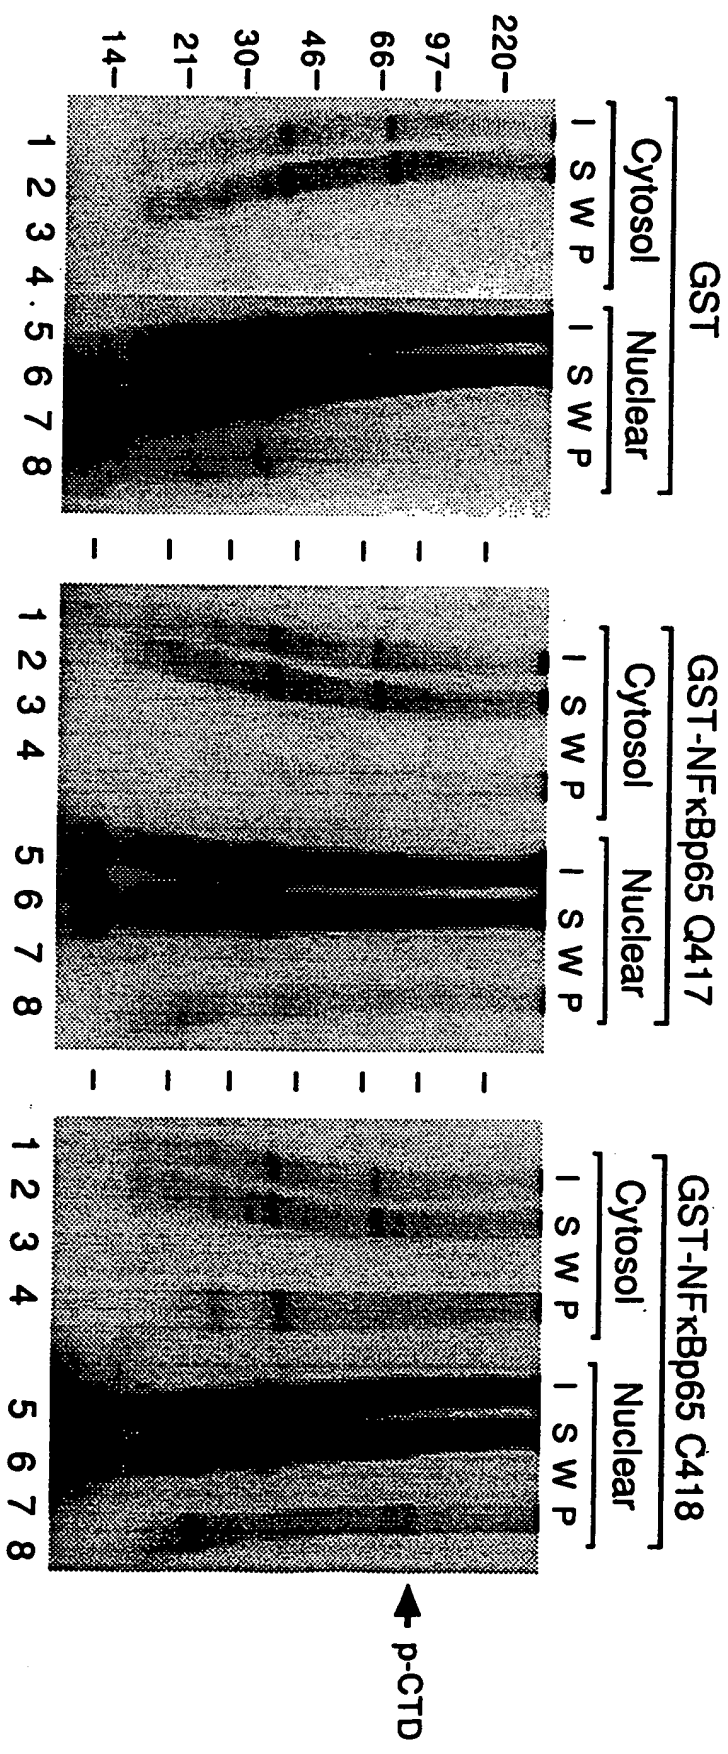 GST
Cytosol Nuclear
I S W P I S W P
220–
97–
66–
46–
30–
21–
14–
1 2 3 4 . 5 6 7 8
GST-NFκBp65 Q417
Cytosol Nuclear
I S W P I S W P
1 2 3 4 5 6 7 8
GST-NFκBp65 C418
Cytosol Nuclear
I S W P I S W P
p-CTD
1 2 3 4 5 6 7 8